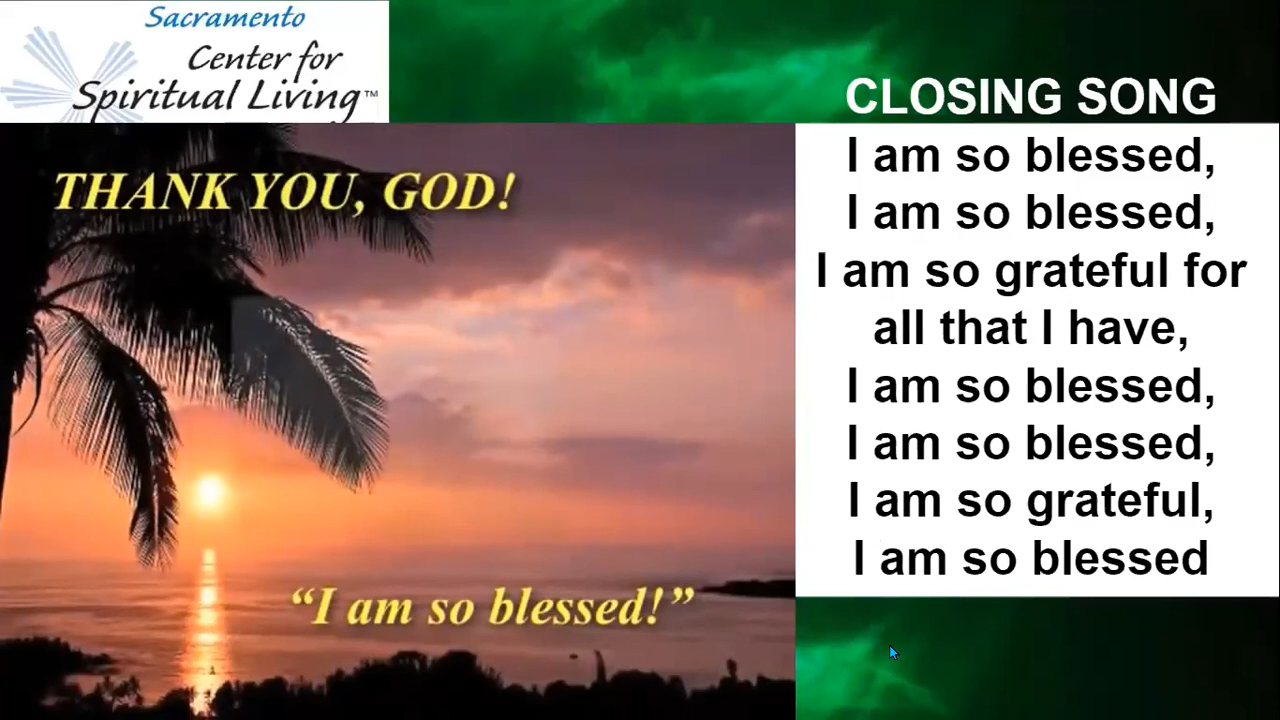 Sacramento
Center for
Spiritual Living™
CLOSING SONG
THANK YOU, GOD!
"I am so blessed!"
I am so blessed,
I am so blessed,
I am so grateful for
all that I have,
I am so blessed,
I am so blessed,
I am so grateful,
I am so blessed